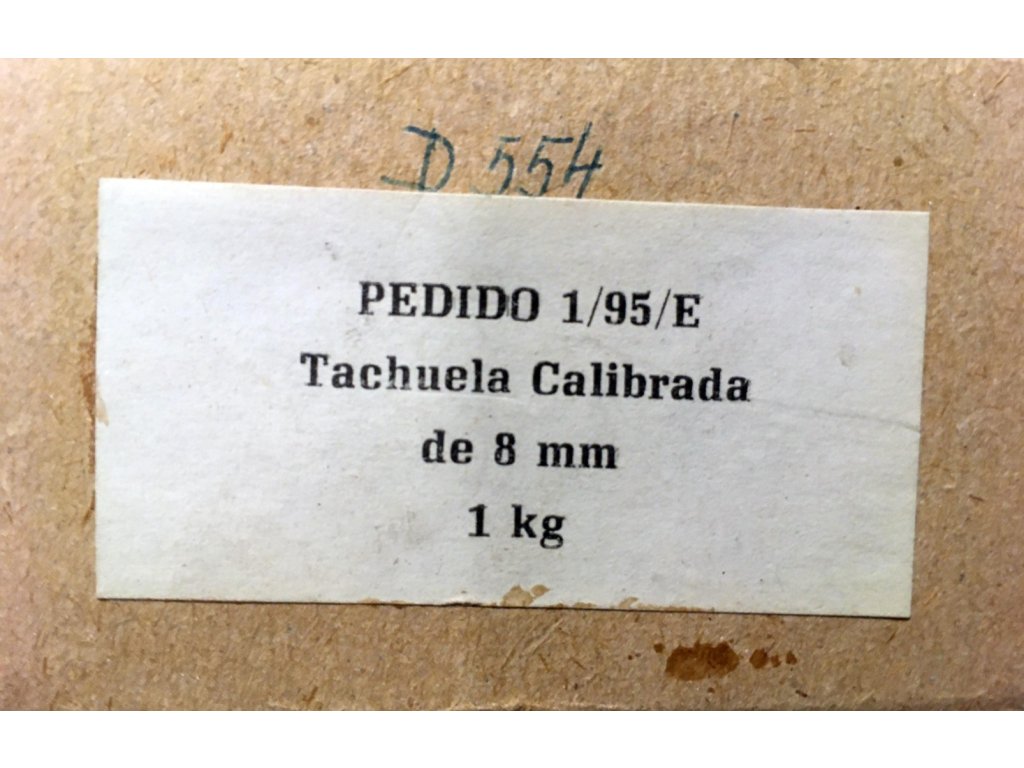 D 554
PEDIDO 1/95/E
Tachuela Calibrada
de 8 mm
1 kg